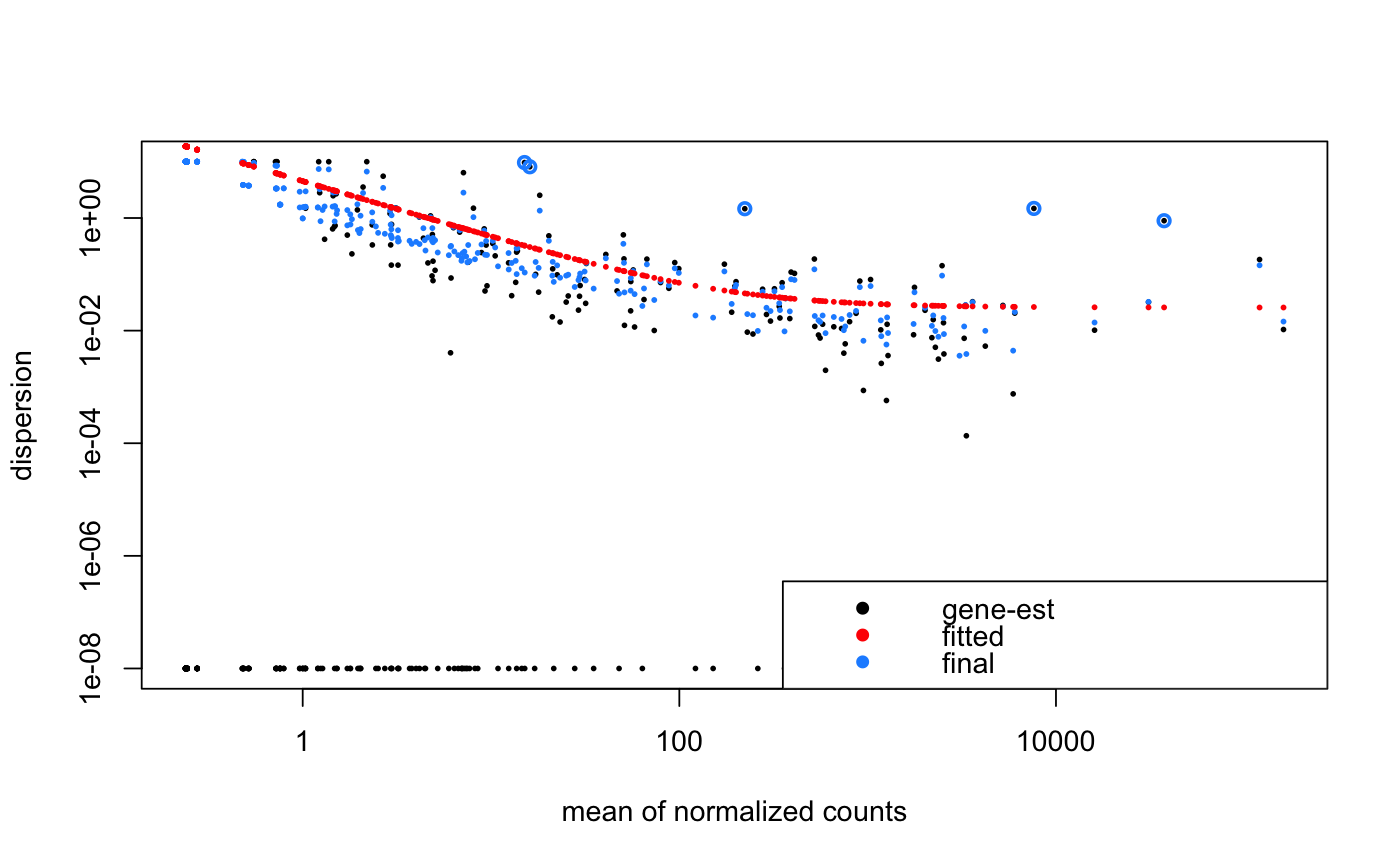 dispersion
1e+00
1e-02
1e-04
1e-06
1e-08
gene-est
fitted
final
1
100
10000
mean of normalized counts